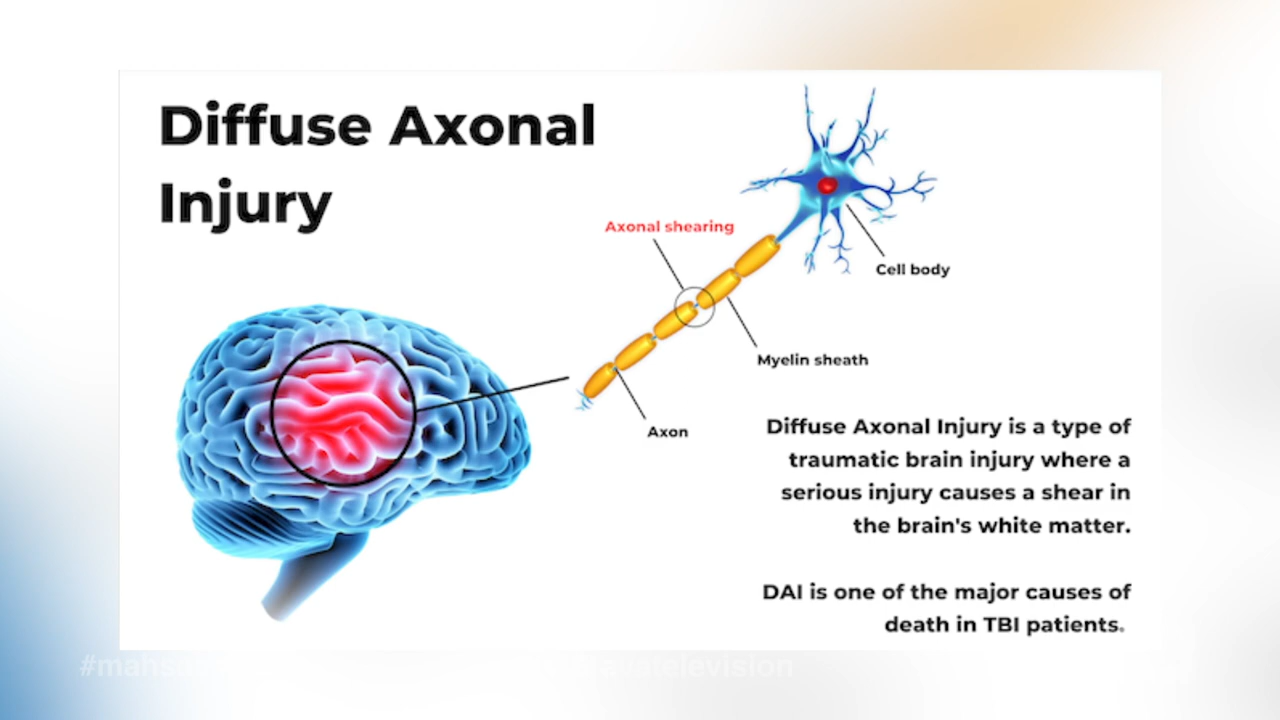 Diffuse Axonal
Injury
Axonal shearing
Cell body
Myelin sheath
Axon
Diffuse Axonal Injury is a type of
traumatic brain injury where a
serious injury causes a shear in
the brain's white matter.
DAI is one of the major causes of
death in TBI patients.